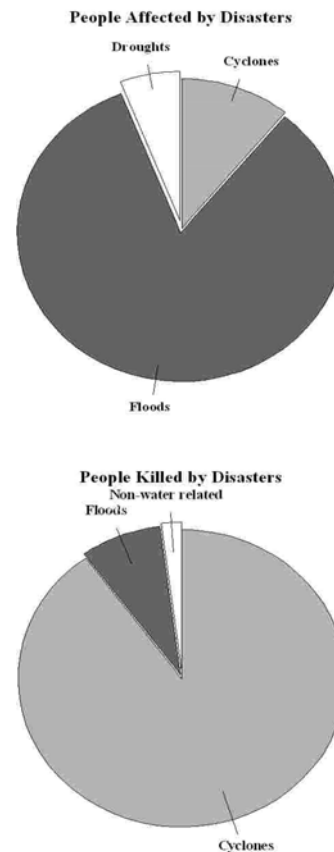 People Affected by Disasters
Droughts
Cyclones
Floods
People Killed by Disasters
Non-water related
Floods
Cyclones